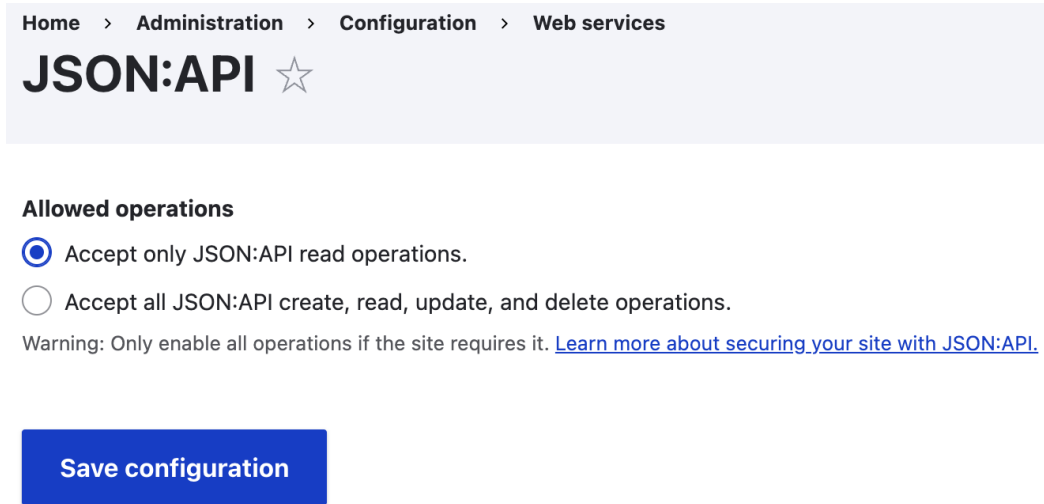 Home > Administration > Configuration > Web services
JSON:API
Allowed operations
Accept only JSON:API read operations.
Accept all JSON:API create, read, update, and delete operations.
Warning: Only enable all operations if the site requires it. Learn more about securing your site with JSON:API.
Save configuration